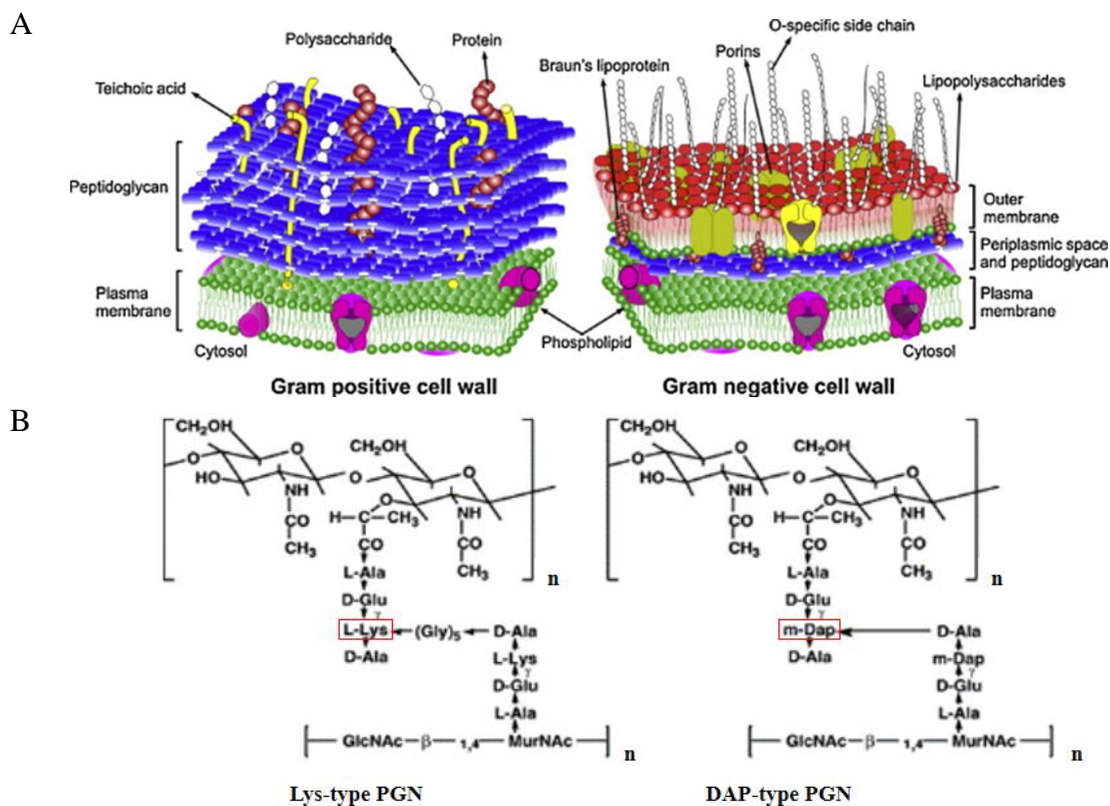 A
Polysaccharide
Protein
O-specific side chain
Porins
Braun's lipoprotein
Lipopolysaccharides
Teichoic acid
Peptidoglycan
Outer
membrane
Periplasmic space
and peptidoglycan
Plasma
membrane
Plasma
membrane
Phospholipid
Cytosol
Cytosol
Gram positive cell wall
Gram negative cell wall
B
CH₂OH
O
O
HO
NH
CO
CH₃
CH₂OH
O
O
H-C-CH₃
CO
NH
CO
CH₃
n
L-Ala
D-Glu
γ
L-Lys
(Gly)₅
D-Ala
D-Ala
L-Lys
γ
D-Glu
L-Ala
GlcNAc — β — 1,4 — MurNAc
n
Lys-type PGN
CH₂OH
O
O
HO
NH
CO
CH₃
CH₂OH
O
O
H-C-CH₃
CO
NH
CO
CH₃
n
L-Ala
D-Glu
γ
m-Dap
D-Ala
D-Ala
m-Dap
γ
D-Glu
L-Ala
GlcNAc — β — 1,4 — MurNAc
n
DAP-type PGN